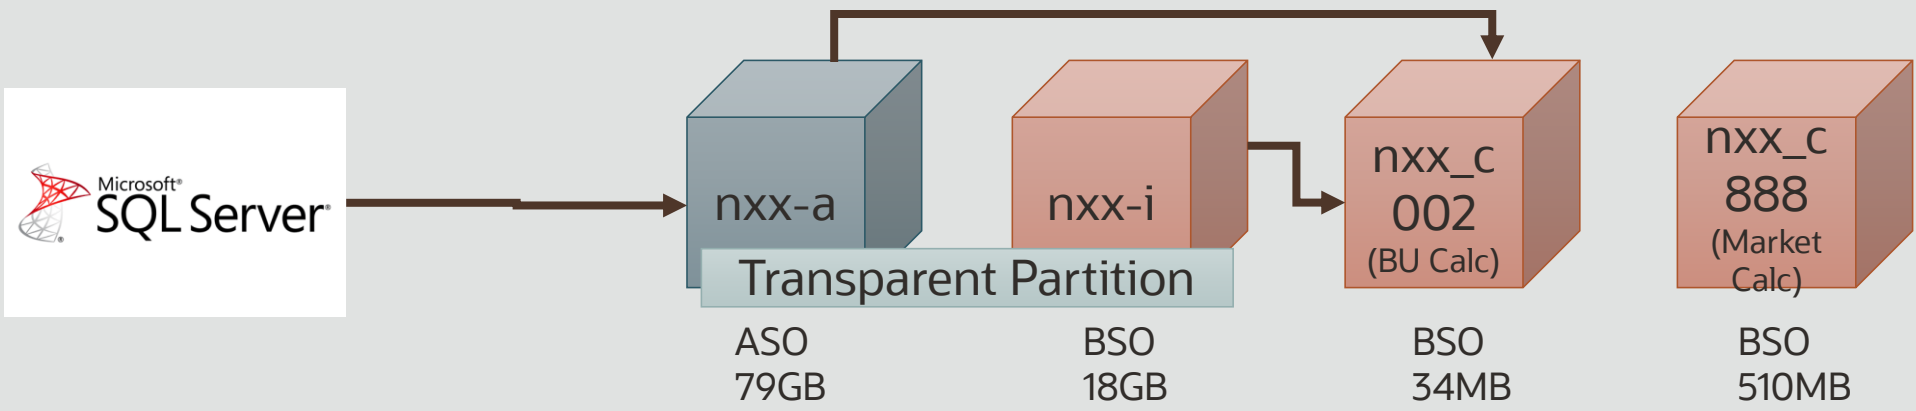 Microsoft®
SQL Server®
nxx-a
nxx-i
nxx_c
002
(BU Calc)
nxx_c
888
(Market
Calc)
Transparent Partition
ASO
79GB
BSO
18GB
BSO
34MB
BSO
510MB